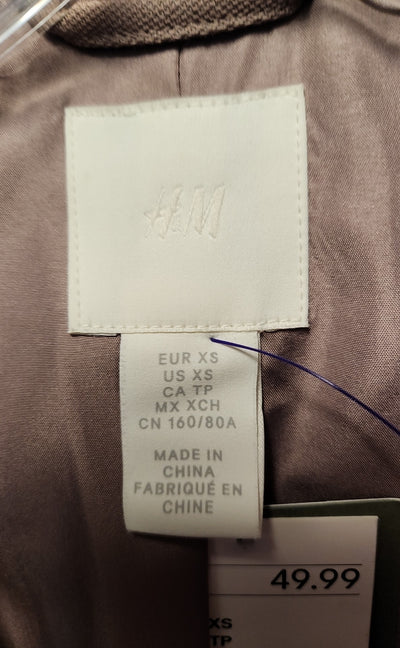 H&M
EUR XS
US XS
CA TP
MX XCH
CN 160/80A
MADE IN
CHINA
FABRIQUÉ EN
CHINE
49.99
XS
TP